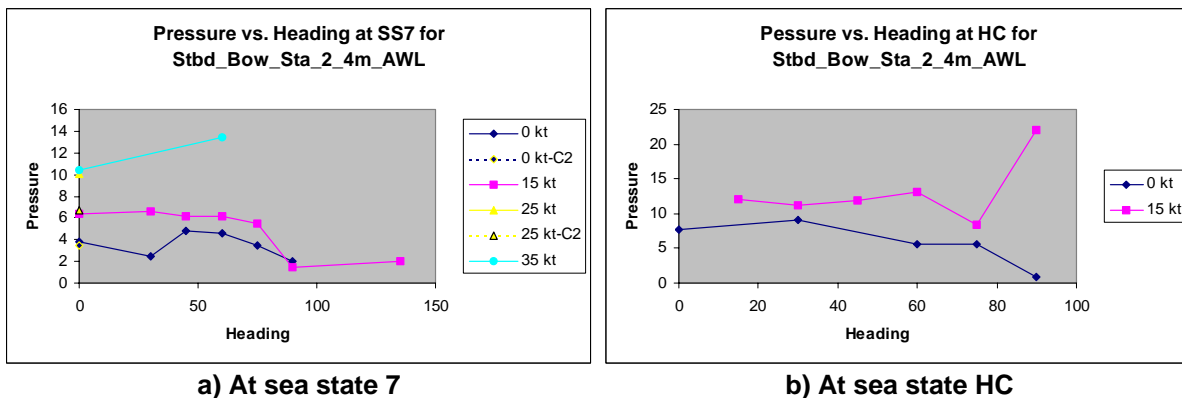 Pressure vs. Heading at SS7 for
Stbd_Bow_Sta_2_4m_AWL
Pressure
16
14
12
10
8
6
4
2
0
0
50
100
150
Heading
0 kt
0 kt-C2
15 kt
25 kt
25 kt-C2
35 kt
a) At sea state 7
Pessure vs. Heading at HC for
Stbd_Bow_Sta_2_4m_AWL
Pressure
25
20
15
10
5
0
0
20
40
60
80
100
Heading
0 kt
15 kt
b) At sea state HC